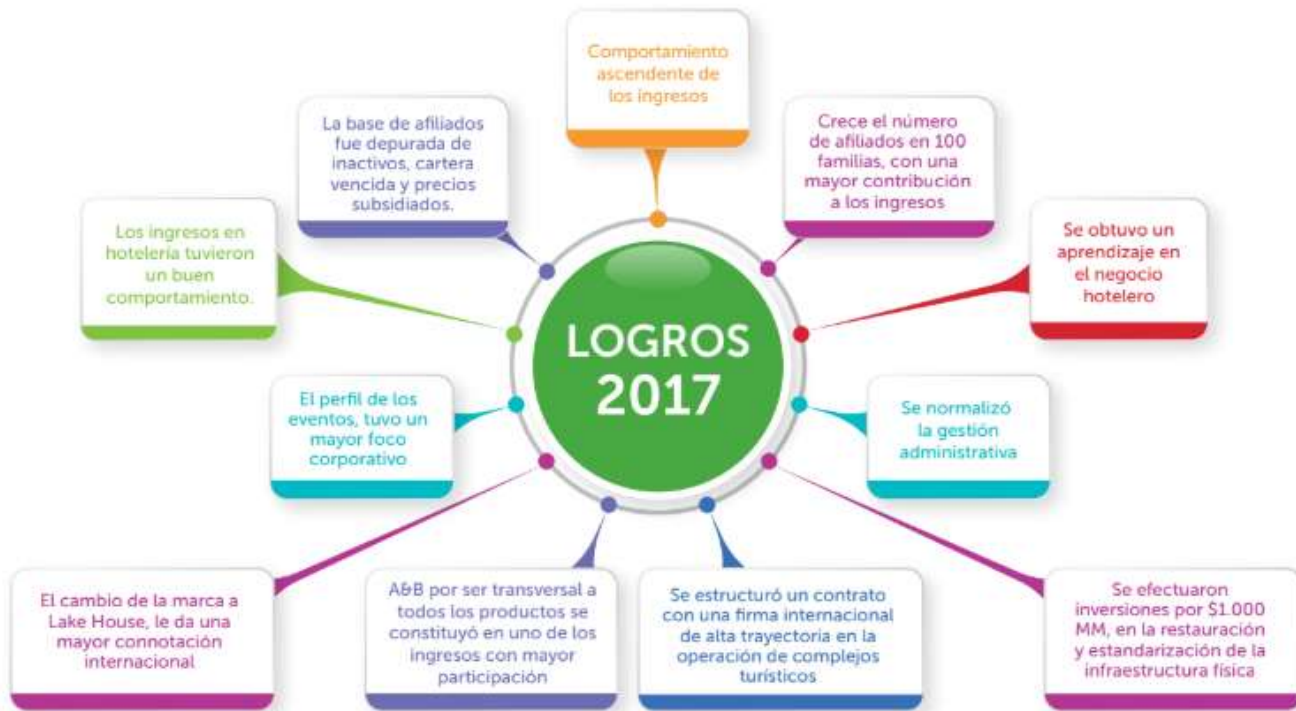 Comportamiento
ascendente de
los ingresos
La base de afiliados
fue depurada de
inactivos, cartera
vencida y precios
subsidiados.
Crece el número
de afiliados en 100
familias, con una
mayor contribución
a los ingresos
Los ingresos en
hotelería tuvieron
un buen
comportamiento.
Se obtuvo un
aprendizaje en
el negocio
hotelero
LOGROS
2017
El perfil de los
eventos, tuvo un
mayor foco
corporativo
Se normalizó
la gestión
administrativa
El cambio de la marca a
Lake House, le da una
mayor connotación
internacional
A&B por ser transversal a
todos los productos se
constituyó en uno de los
ingresos con mayor
participación
Se estructuró un contrato
con una firma internacional
de alta trayectoria en la
operación de complejos
turísticos
Se efectuaron
inversiones por $1.000
MM, en la restauración
y estandarización de la
infraestructura física